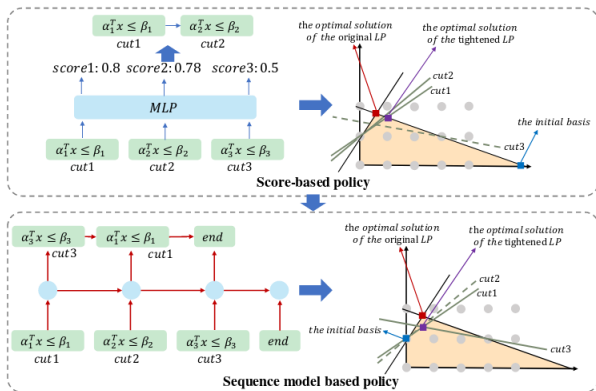 α₁ᵀx ≤ β₁ α₂ᵀx ≤ β₂
cut1 cut2
score1: 0.8 score2: 0.78 score3: 0.5
MLP
α₁ᵀx ≤ β₁ α₂ᵀx ≤ β₂ α₃ᵀx ≤ β₃
cut1 cut2 cut3
the optimal solution
of the original LP
the optimal solution
of the tightened LP
cut2
cut1
the initial basis
cut3
Score-based policy
α₃ᵀx ≤ β₃ α₁ᵀx ≤ β₁ end
cut3 cut1
α₁ᵀx ≤ β₁ α₂ᵀx ≤ β₂ α₃ᵀx ≤ β₃ end
cut1 cut2 cut3
the optimal solution
of the original LP
the optimal solution
of the tightened LP
cut2
cut1
the initial basis
cut3
Sequence model based policy